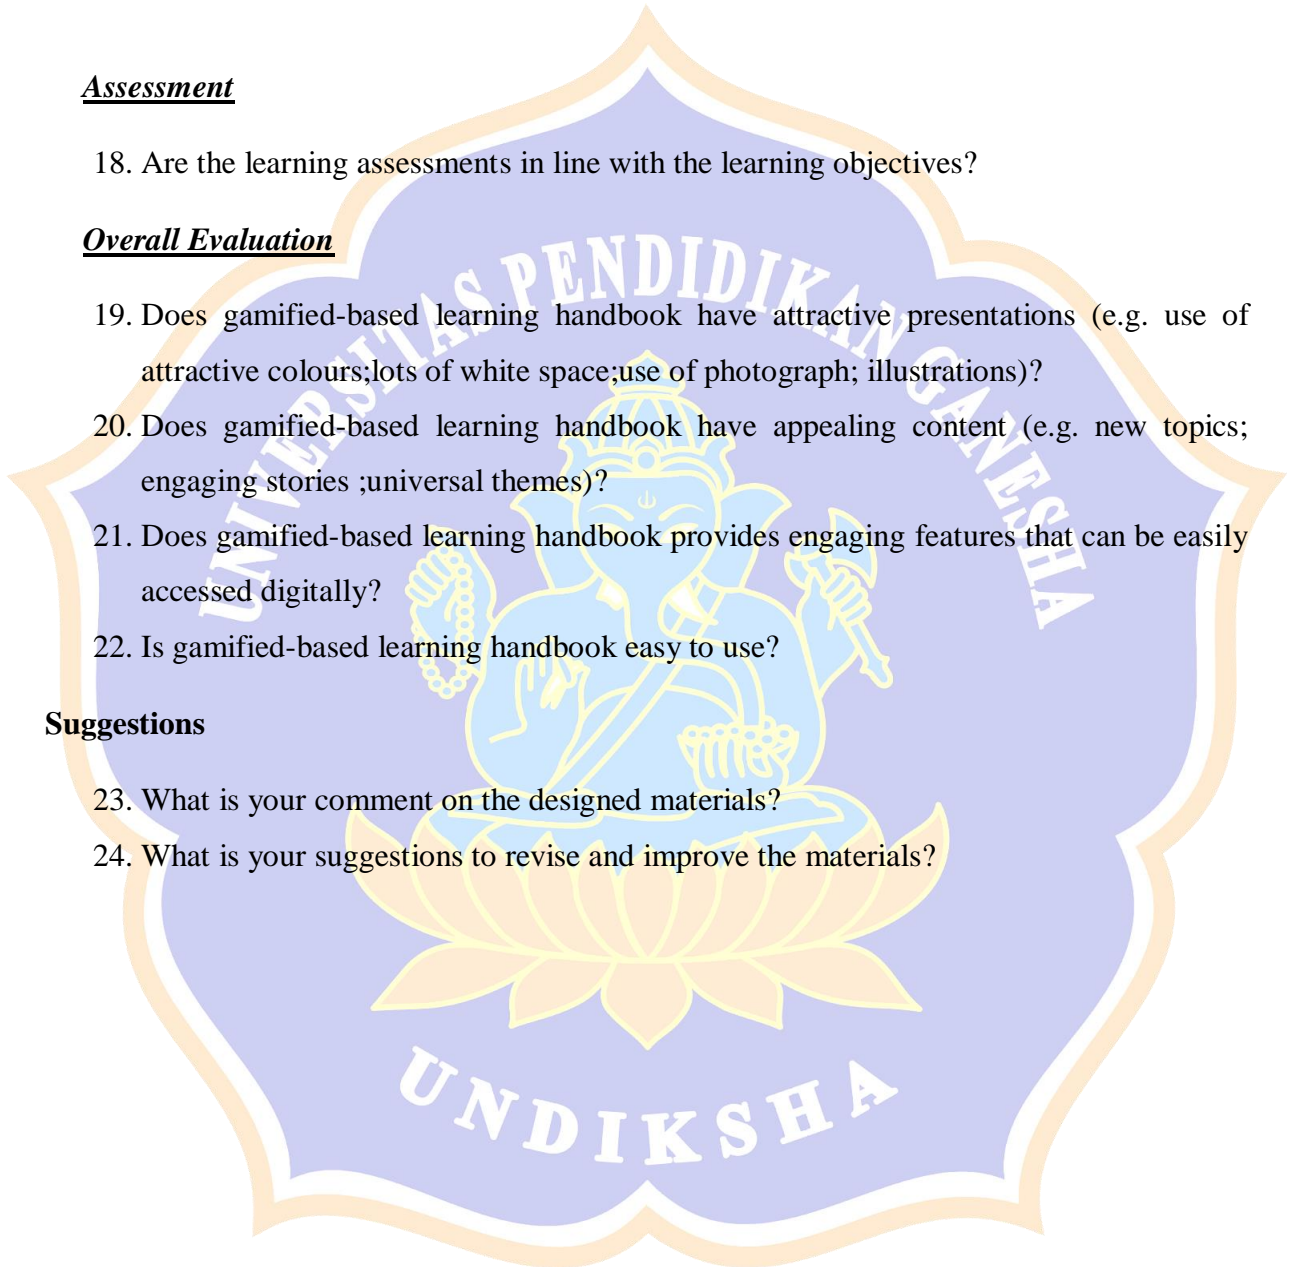 Assessment
18. Are the learning assessments in line with the learning objectives?
Overall Evaluation
19. Does gamified-based learning handbook have attractive presentations (e.g. use of
attractive colours;lots of white space;use of photograph; illustrations)?
20. Does gamified-based learning handbook have appealing content (e.g. new topics;
engaging stories ;universal themes)?
21. Does gamified-based learning handbook provides engaging features that can be easily
accessed digitally?
22. Is gamified-based learning handbook easy to use?
Suggestions
23. What is your comment on the designed materials?
24. What is your suggestions to revise and improve the materials?
UNIVERSITAS PENDIDIKAN GANESHA
UNDIKSHA